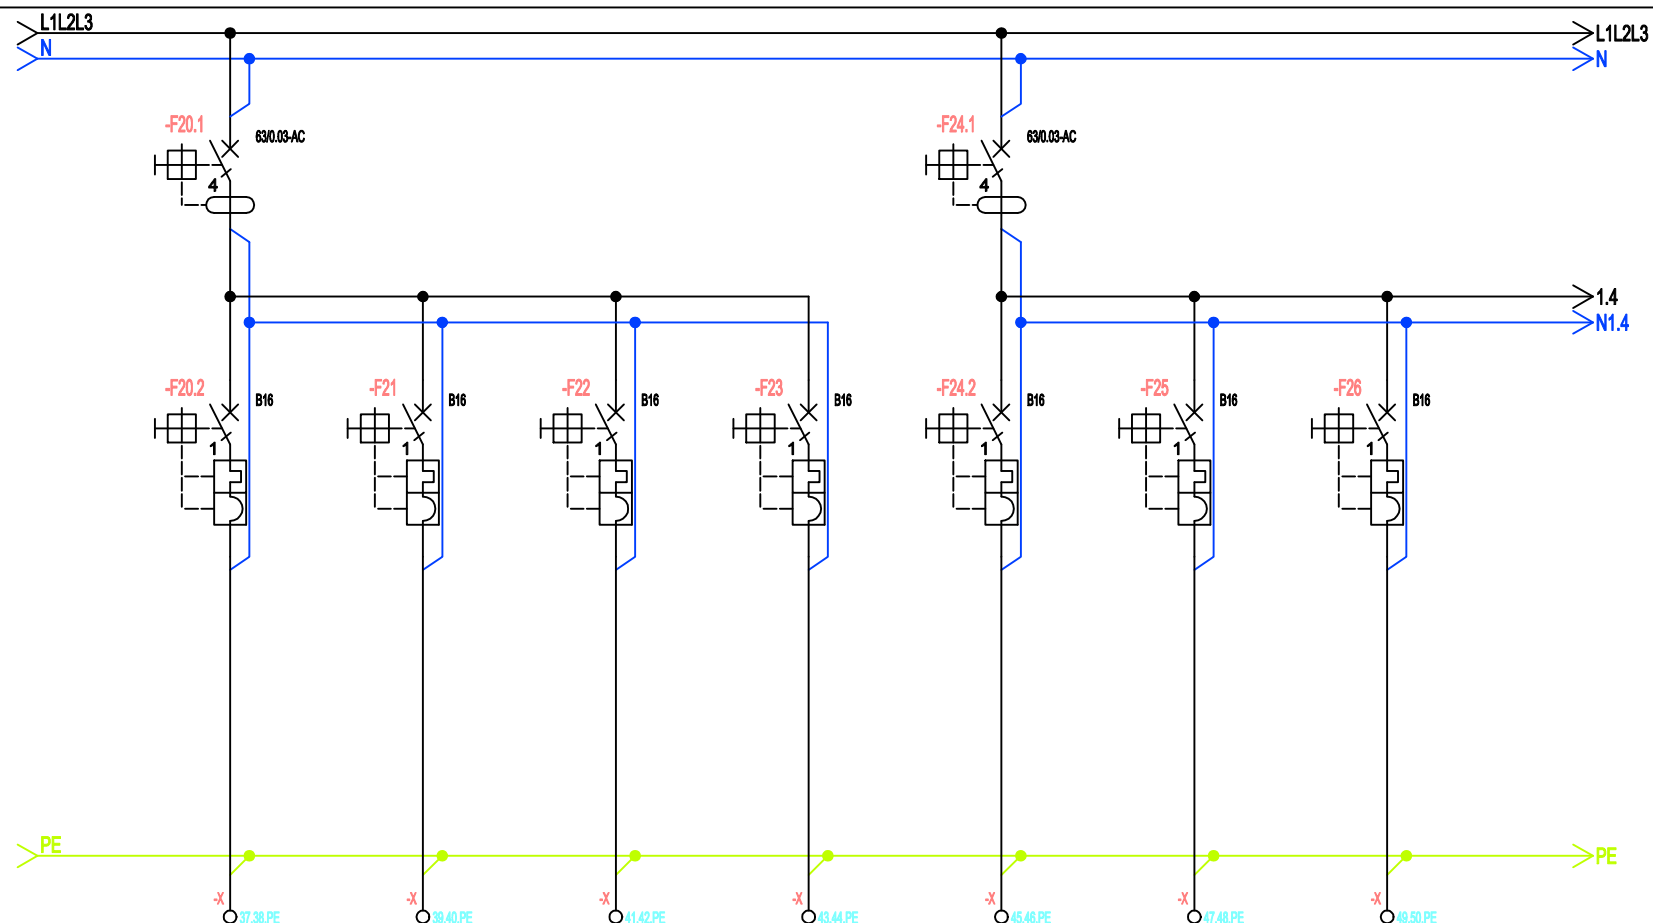 L1L2L3
L1L2L3
N
N
-F20.1
63/0.03-AC
-F24.1
63/0.03-AC
4
4
1.4
N1.4
-F20.2
B16
-F21
B16
-F22
B16
-F23
B16
-F24.2
B16
-F25
B16
-F26
B16
1
1
1
1
1
1
1
PE
PE
-X
-X
-X
-X
-X
-X
-X
37.38.PE
39.40.PE
41.42.PE
43.44.PE
45.46.PE
47.48.PE
49.50.PE